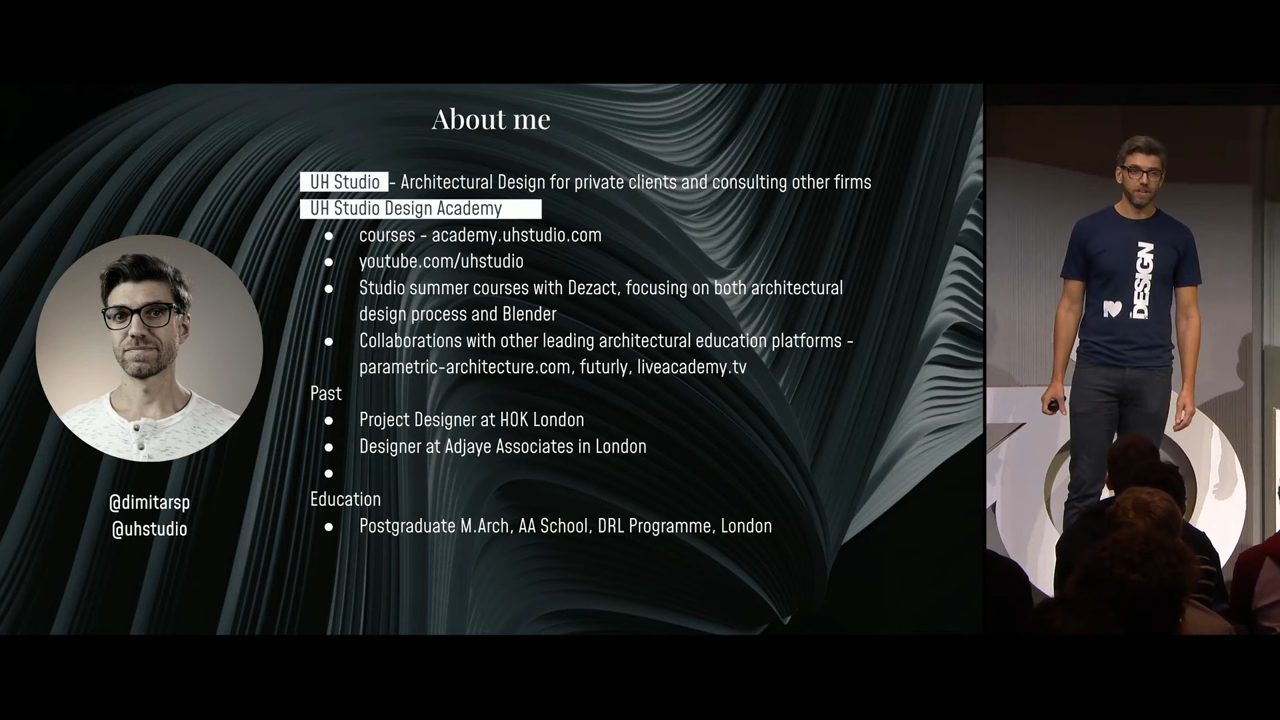 About me
UH Studio - Architectural Design for private clients and consulting other firms
UH Studio Design Academy
● courses - academy.uhstudio.com
● youtube.com/uhstudio
● Studio summer courses with Dezact, focusing on both architectural
design process and Blender
● Collaborations with other leading architectural education platforms -
parametric-architecture.com, futurly, liveacademy.tv
Past
● Project Designer at HOK London
● Designer at Adjaye Associates in London
●
Education
● Postgraduate M.Arch, AA School, DRL Programme, London
@dimitarsp
@uhstudio
I ♥ DESIGN